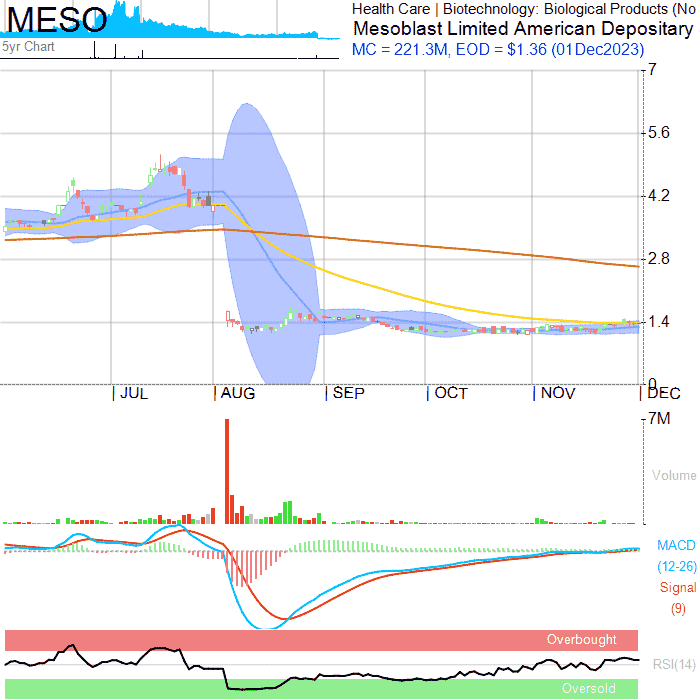 MESO
5yr Chart
Health Care | Biotechnology: Biological Products (No
Mesoblast Limited American Depositary
MC = 221.3M, EOD = $1.36 (01Dec2023)
7
5.6
4.2
2.8
1.4
0
JUL AUG SEP OCT NOV DEC
7M
Volume
MACD
(12-26)
Signal
(9)
Overbought
RSI(14)
Oversold